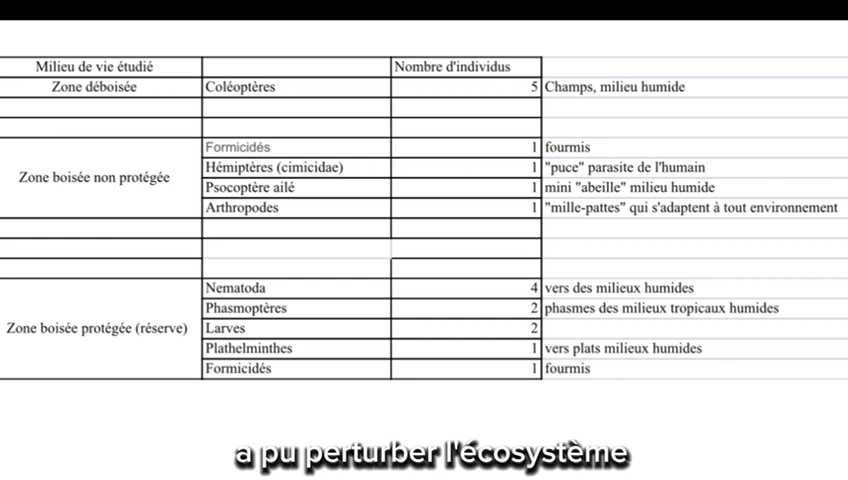 Milieu de vie étudié Nombre d'individus
Zone déboisée Coléoptères 5 Champs, milieu humide
Formicidés 1 fourmis
Hémiptères (cimicidae) 1 "puce" parasite de l'humain
Zone boisée non protégée
Psocoptère ailé 1 mini "abeille" milieu humide
Arthropodes 1 "mille-pattes" qui s'adaptent à tout environnement
Nematoda 4 vers des milieux humides
Phasmoptères 2 phasmes des milieux tropicaux humides
Zone boisée protégée (réserve) Larves 2
Plathelminthes 1 vers plats milieux humides
Formicidés 1 fourmis
a pu perturber l'écosystème